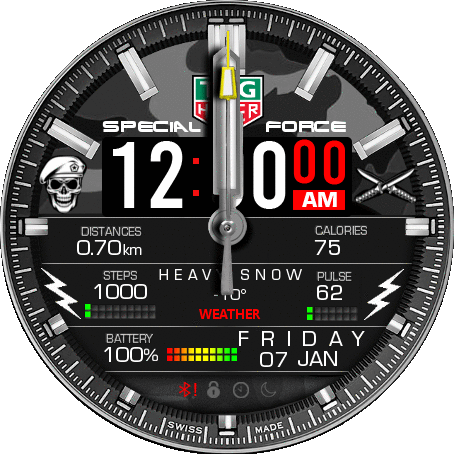 TAG
HEUER
SPECIAL FORCE
12:00 00
AM
DISTANCES CALORIES
0.70km 75
STEPS HEAVY SNOW PULSE
1000 -10° 62
WEATHER
BATTERY FRIDAY
100% 07 JAN
SWISS MADE